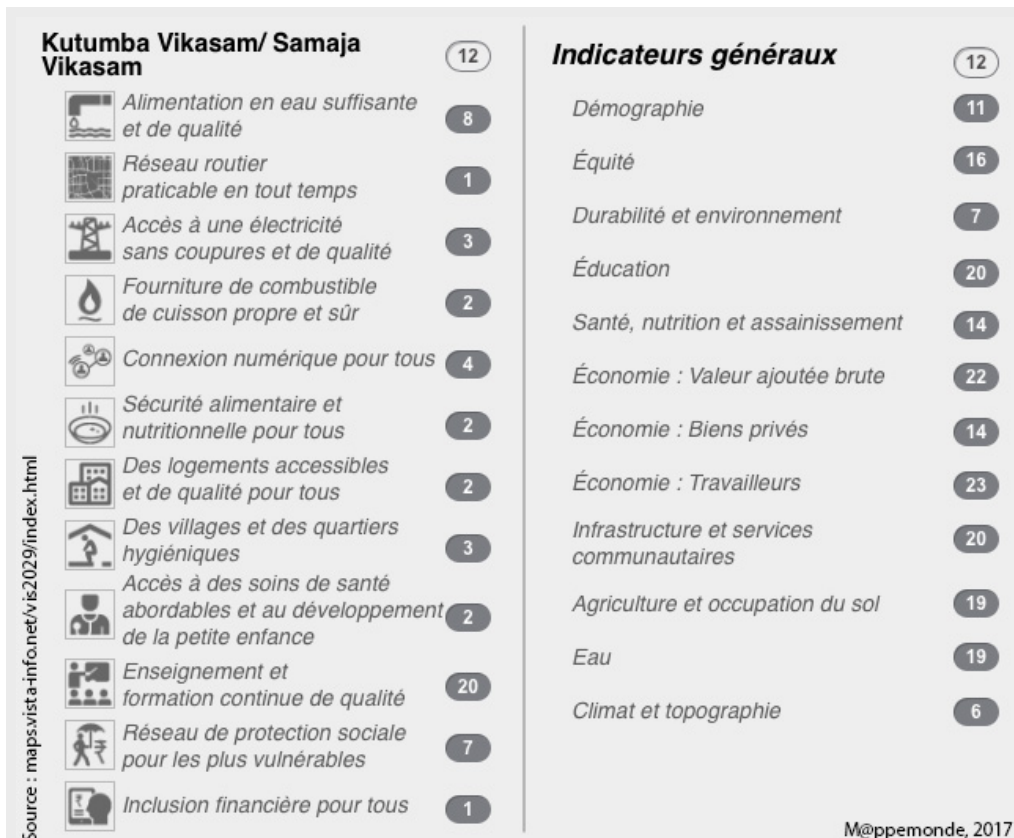 Kutumba Vikasam/ Samaja
Vikasam
12
Alimentation en eau suffisante
et de qualité
8
Réseau routier
praticable en tout temps
1
Accès à une électricité
sans coupures et de qualité
3
Fourniture de combustible
de cuisson propre et sûr
2
Connexion numérique pour tous
4
Sécurité alimentaire et
nutritionnelle pour tous
2
Des logements accessibles
et de qualité pour tous
2
Des villages et des quartiers
hygiéniques
3
Accès à des soins de santé
abordables et au développement
de la petite enfance
2
Enseignement et
formation continue de qualité
20
Réseau de protection sociale
pour les plus vulnérables
7
Inclusion financière pour tous
1
Indicateurs généraux
12
Démographie
11
Équité
16
Durabilité et environnement
7
Éducation
20
Santé, nutrition et assainissement
14
Économie : Valeur ajoutée brute
22
Économie : Biens privés
14
Économie : Travailleurs
23
Infrastructure et services
communautaires
20
Agriculture et occupation du sol
19
Eau
19
Climat et topographie
6
Source : maps.vista-info.net/vis2029/index.html
M@ppemonde, 2017